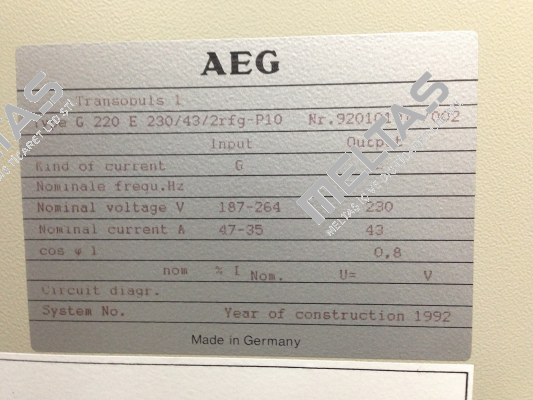 AEG
Transopuls 1
G 220 E 230/43/2rfg-P10 Nr. /002
Input Output
Kind of current G
Nominale frequ.Hz
Nominal voltage V 187-264 230
Nominal current A 47-35 43
cos φ 1 0,8
nom % I Nom. U= V
Circuit diagr.
System No. Year of construction 1992
Made in Germany
MELTAS
MELTAS